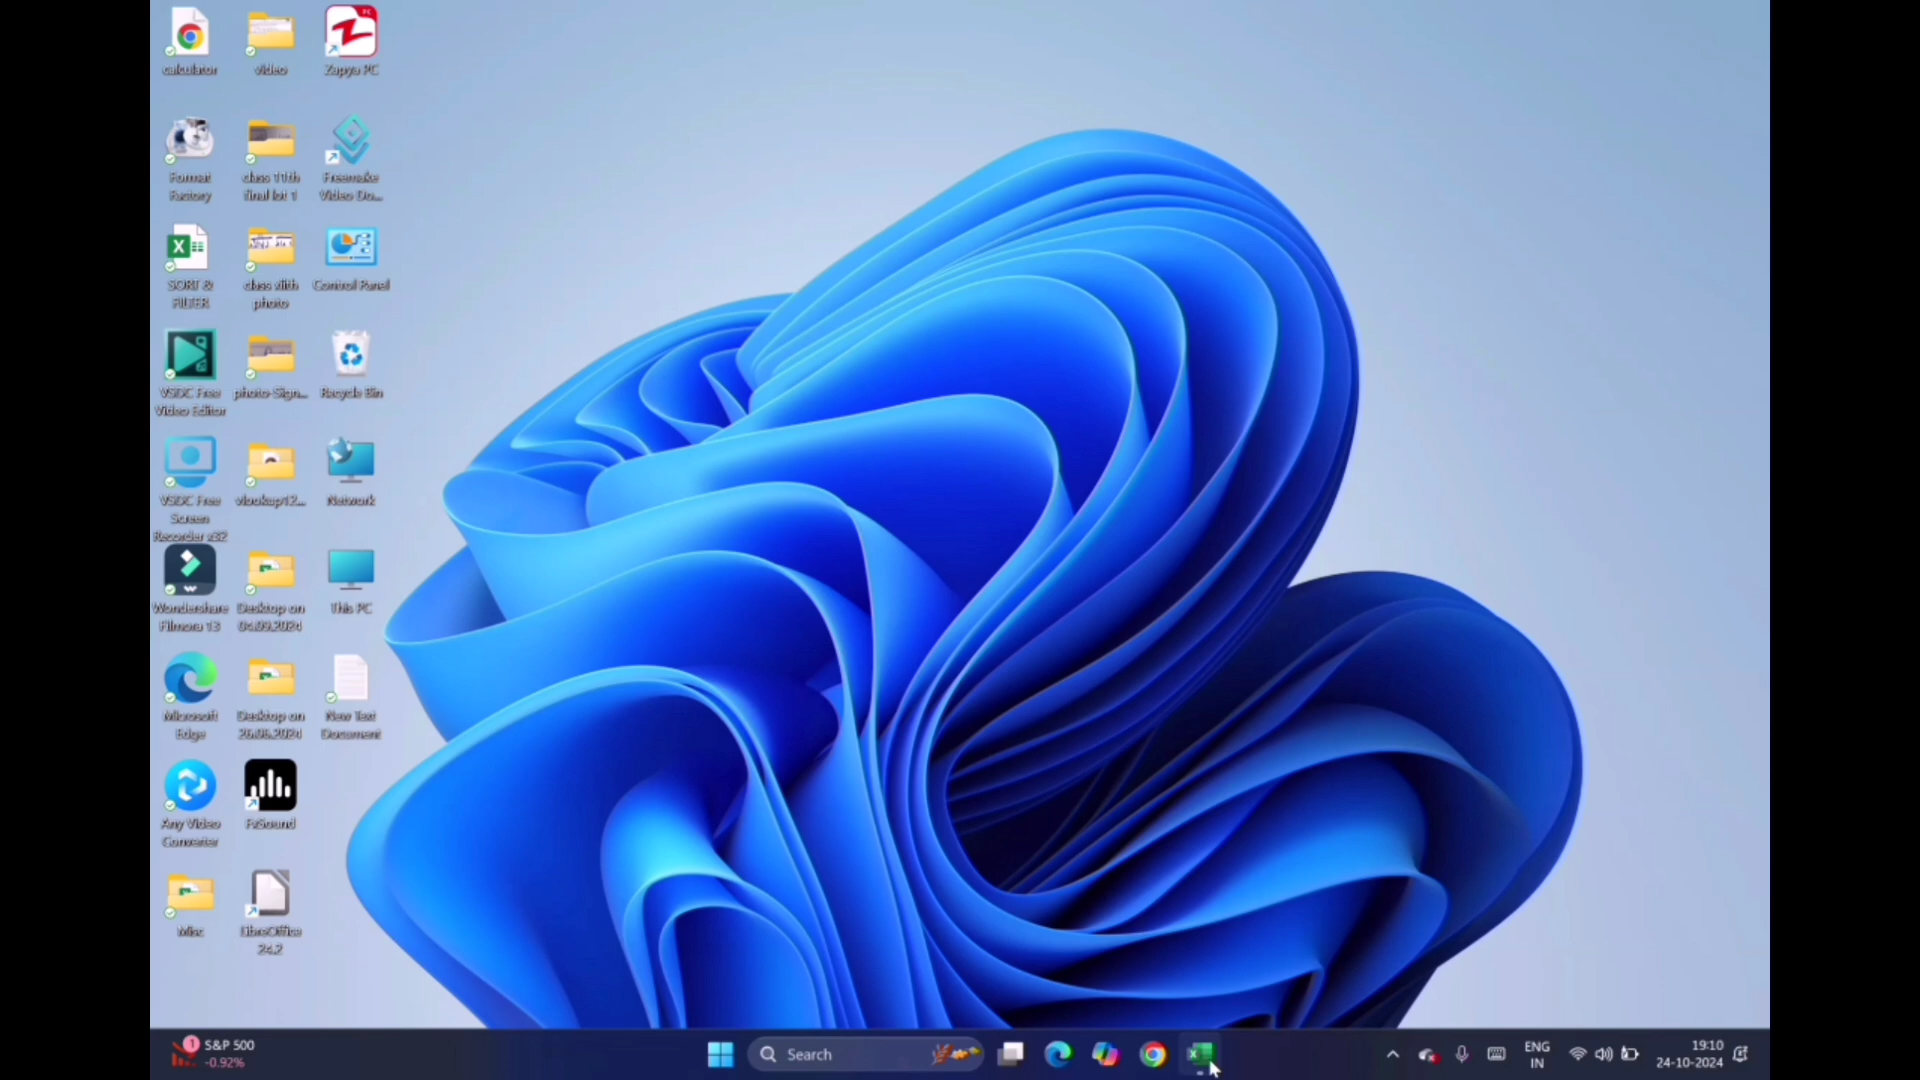 calculator
video
Zapya PC
Format
Factory
class 11th
final lot 1
Freemake
Video Do...
SORT &
FILTER
class xiith
photo
Control Panel
VSDC Free
Video Editor
photo-Sign...
Recycle Bin
VSDC Free
Screen
Recorder x32
vlookup12...
Network
Wondershare
Filmora 13
Desktop on
04.09.2024
This PC
Microsoft
Edge
Desktop on
26.06.2024
New Text
Document
Any Video
Converter
FxSound
Misc
LibreOffice
24.2
1
S&P 500
-0.92%
Search
ENG
IN
19:10
24-10-2024